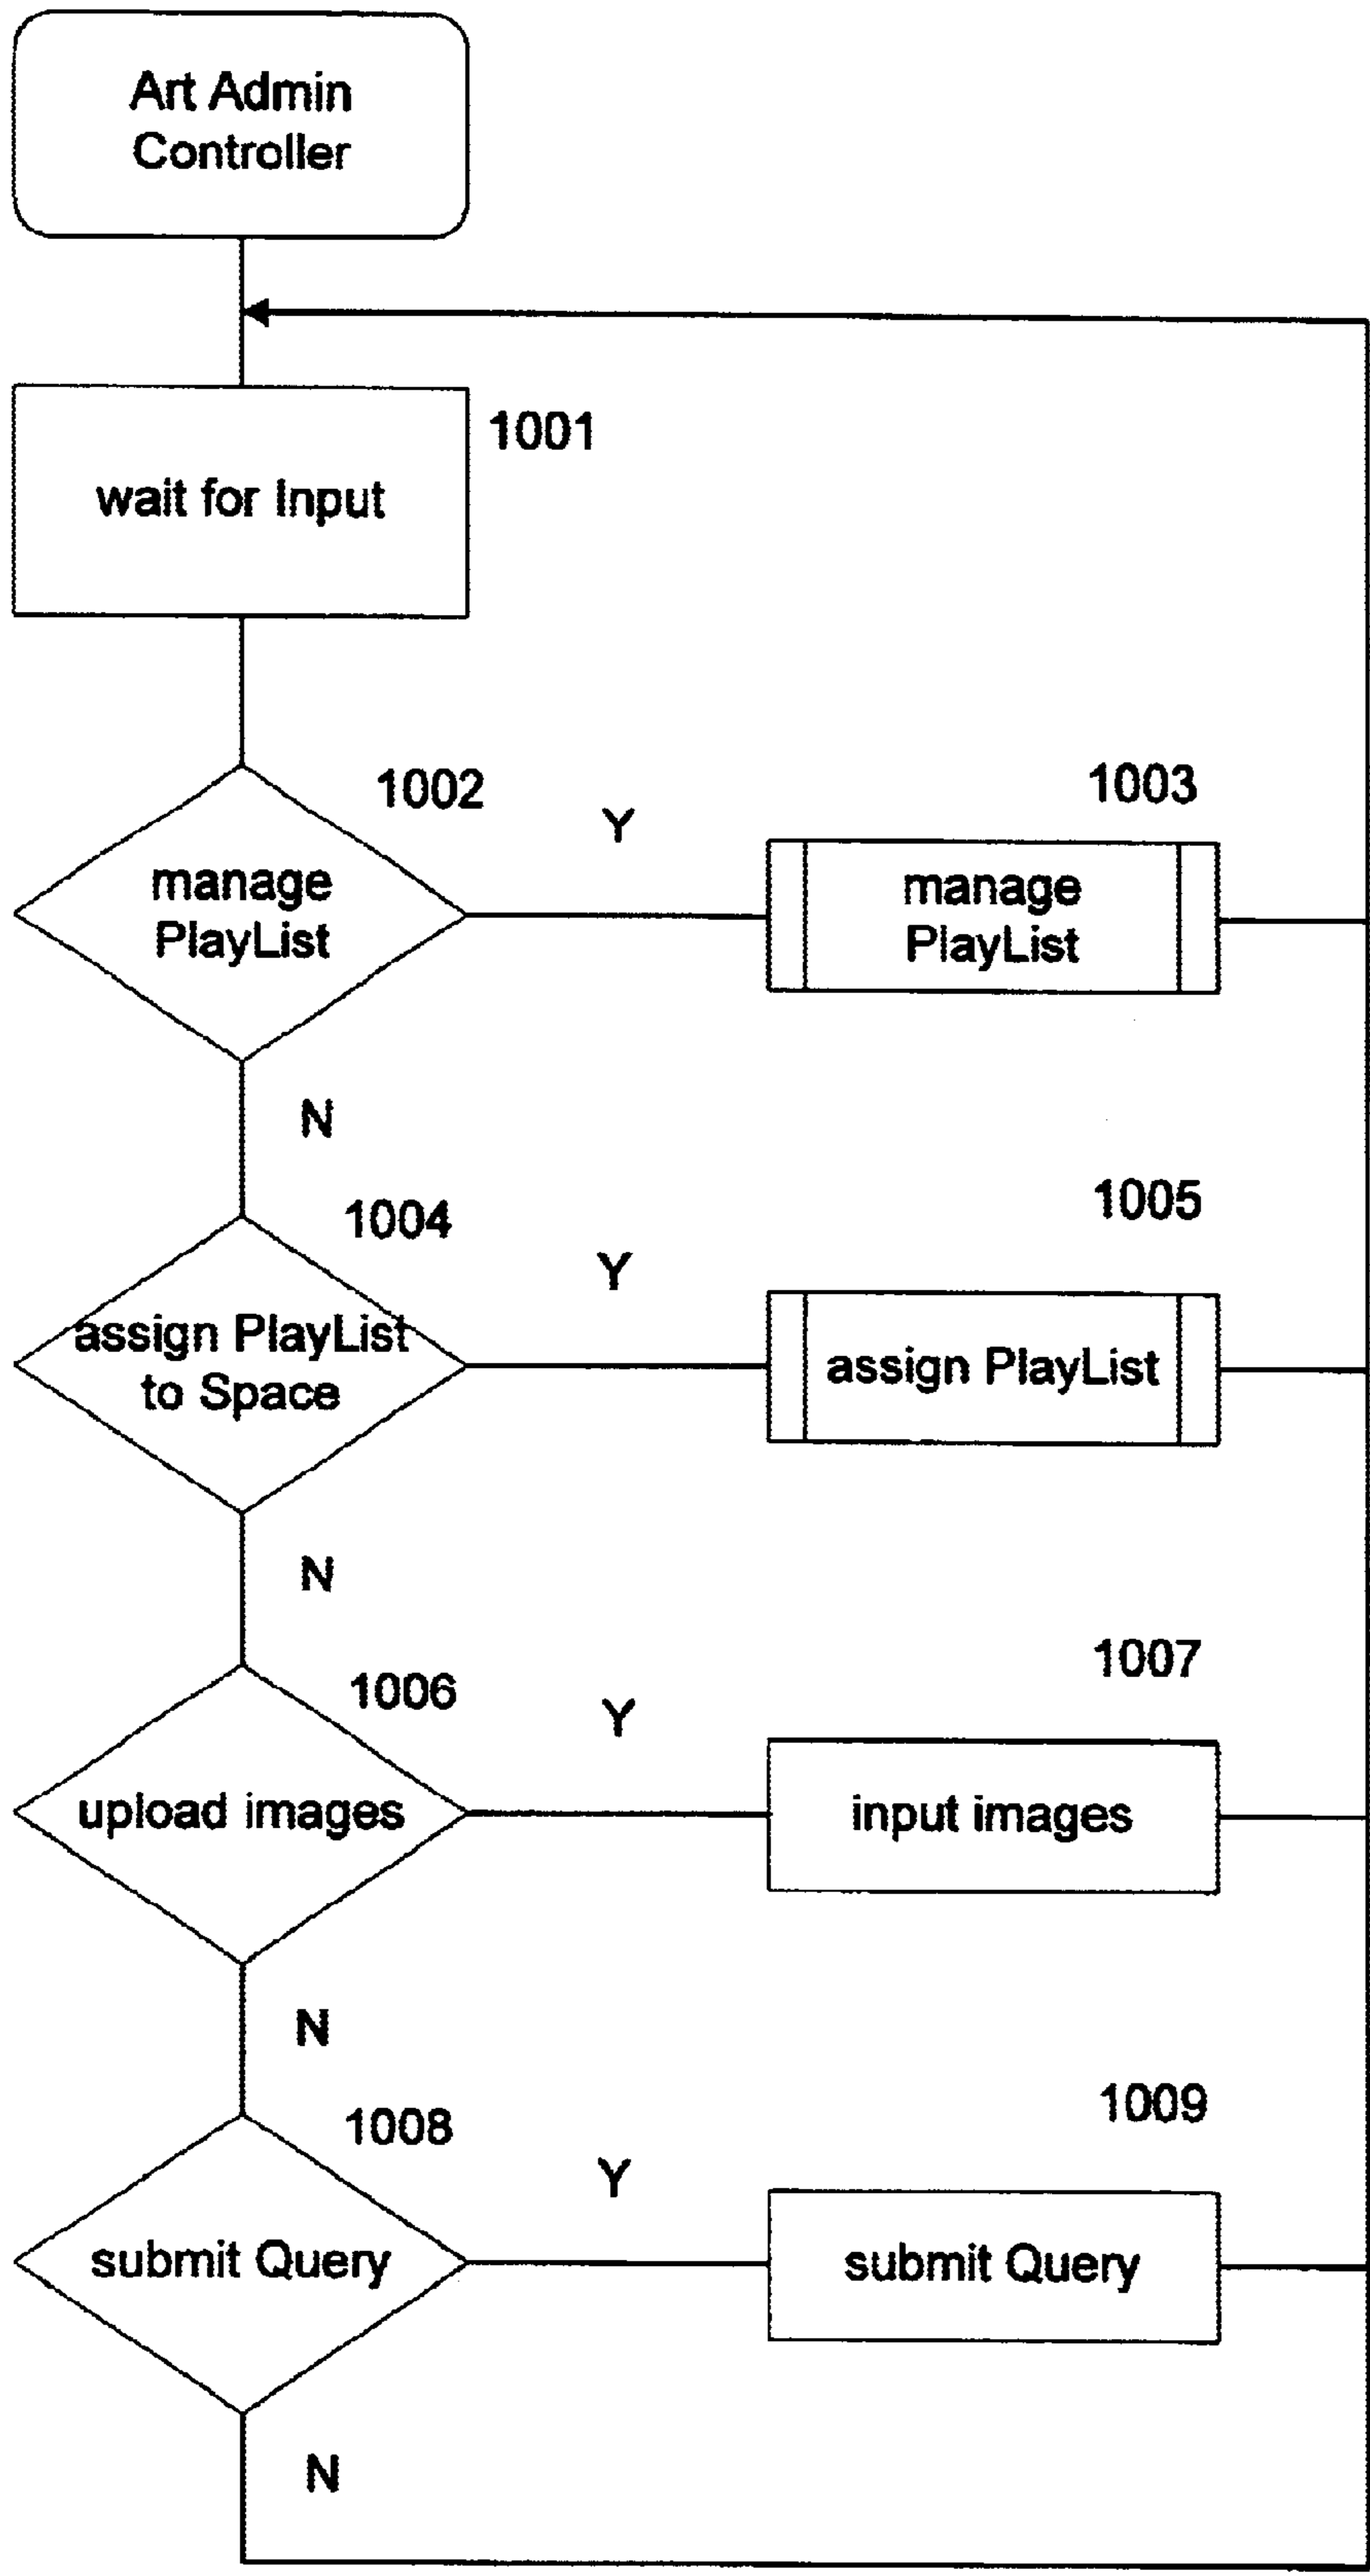 Art Admin
Controller
1001
wait for Input
1002
Y
1003
manage
PlayList
manage
PlayList
N
1004
Y
1005
assign PlayList
to Space
assign PlayList
N
1006
Y
1007
upload images
input images
N
1008
Y
1009
submit Query
submit Query
N